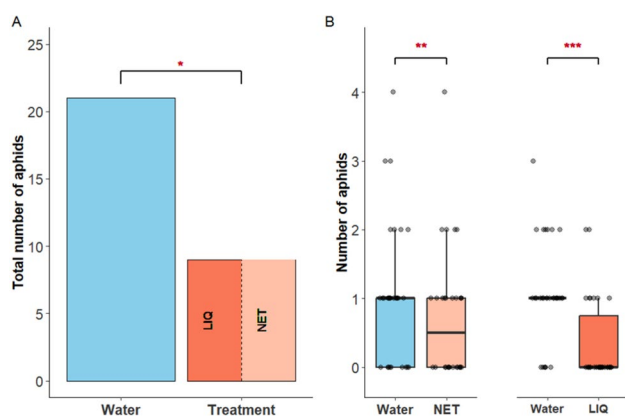 A
Total number of aphids
25
20
15
10
5
0
*
LIQ
NET
Water Treatment
B
Number of aphids
4
3
2
1
0
** ***
Water NET Water LIQ